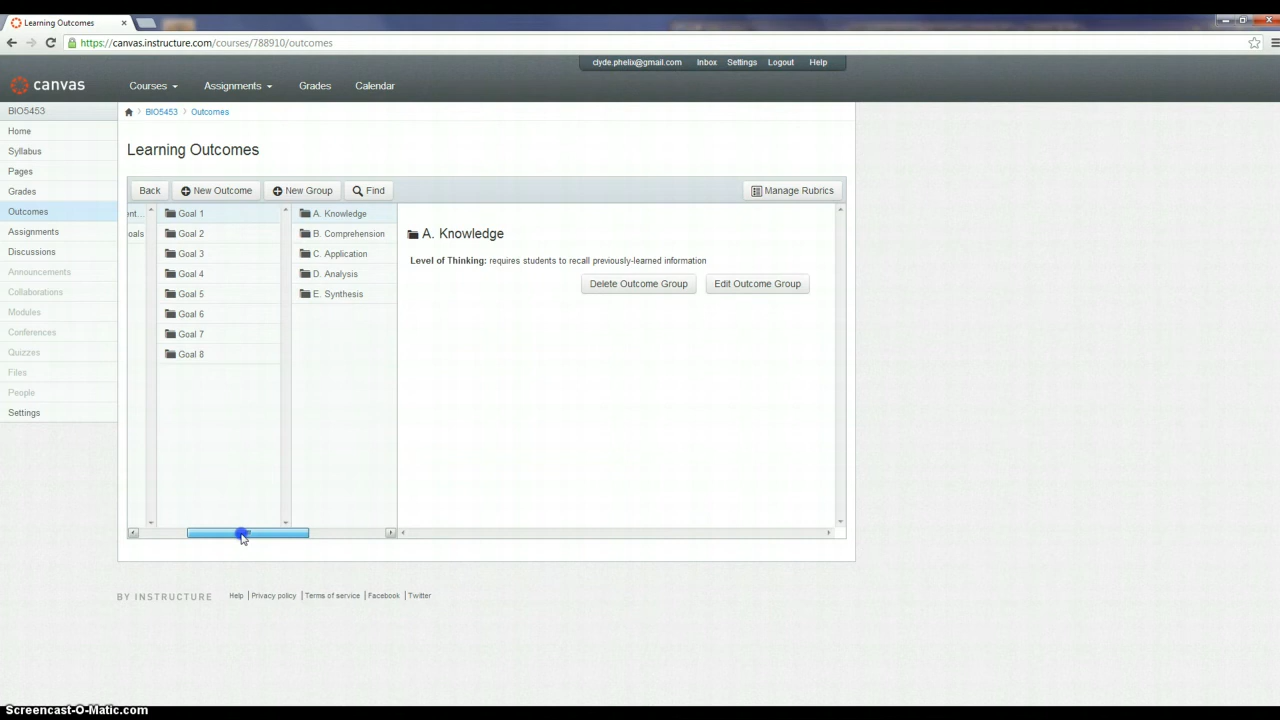 Learning Outcomes
https://canvas.instructure.com/courses/788910/outcomes
clyde.phelix@gmail.com Inbox Settings Logout Help
canvas Courses Assignments Grades Calendar
BIO5453
Home
Syllabus
Pages
Grades
Outcomes
Assignments
Discussions
Announcements
Collaborations
Modules
Conferences
Quizzes
Files
People
Settings
BIO5453 Outcomes
Learning Outcomes
Back New Outcome New Group Find Manage Rubrics
ent...
oals
Goal 1
Goal 2
Goal 3
Goal 4
Goal 5
Goal 6
Goal 7
Goal 8
A. Knowledge
B. Comprehension
C. Application
D. Analysis
E. Synthesis
A. Knowledge
Level of Thinking: requires students to recall previously-learned information
Delete Outcome Group Edit Outcome Group
BY INSTRUCTURE Help Privacy policy Terms of service Facebook Twitter
Screencast-O-Matic.com